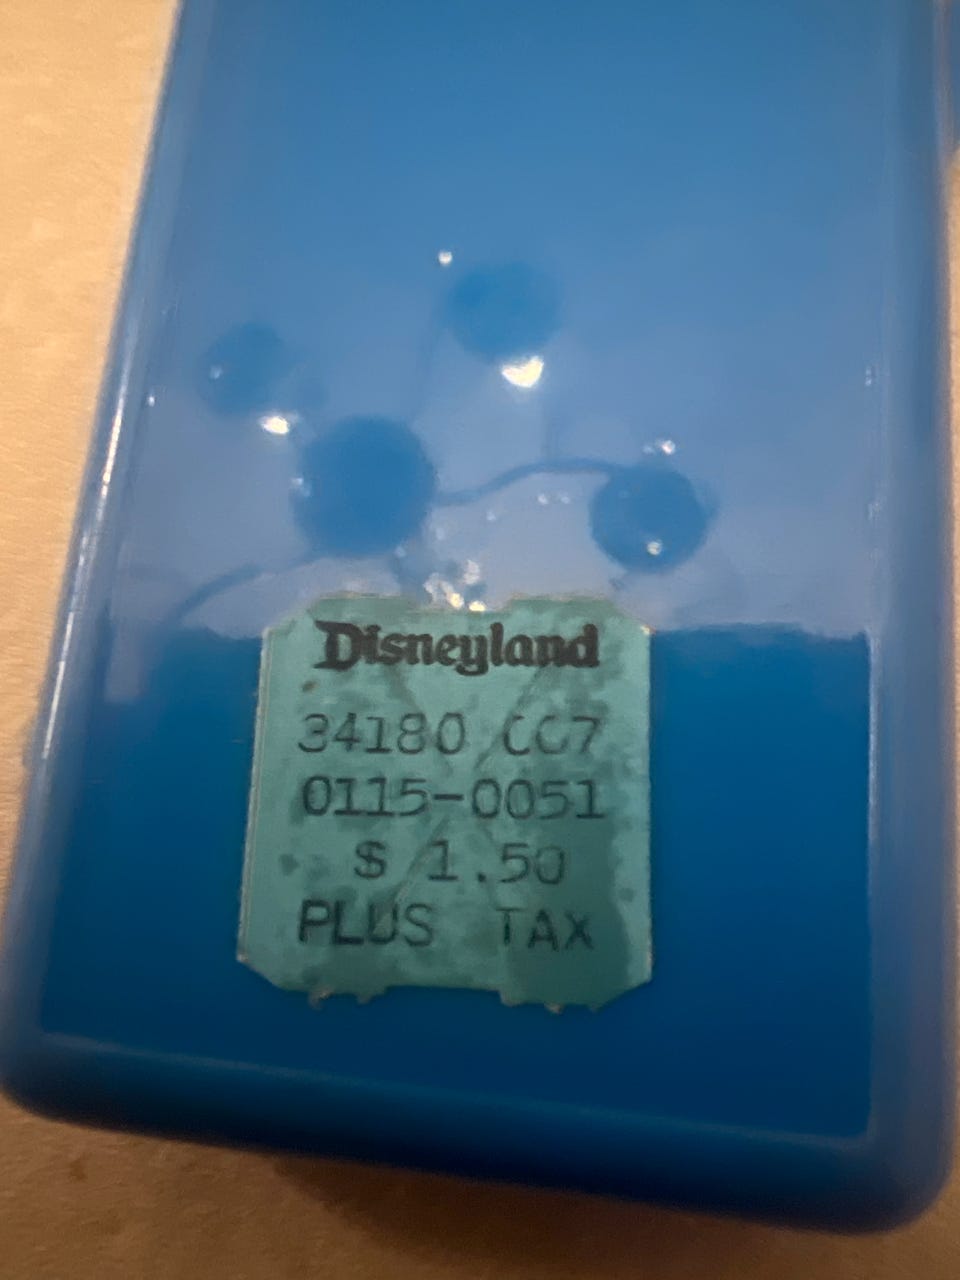 Disneyland
34180 CC7
0115-0051
$ 1.50
PLUS TAX